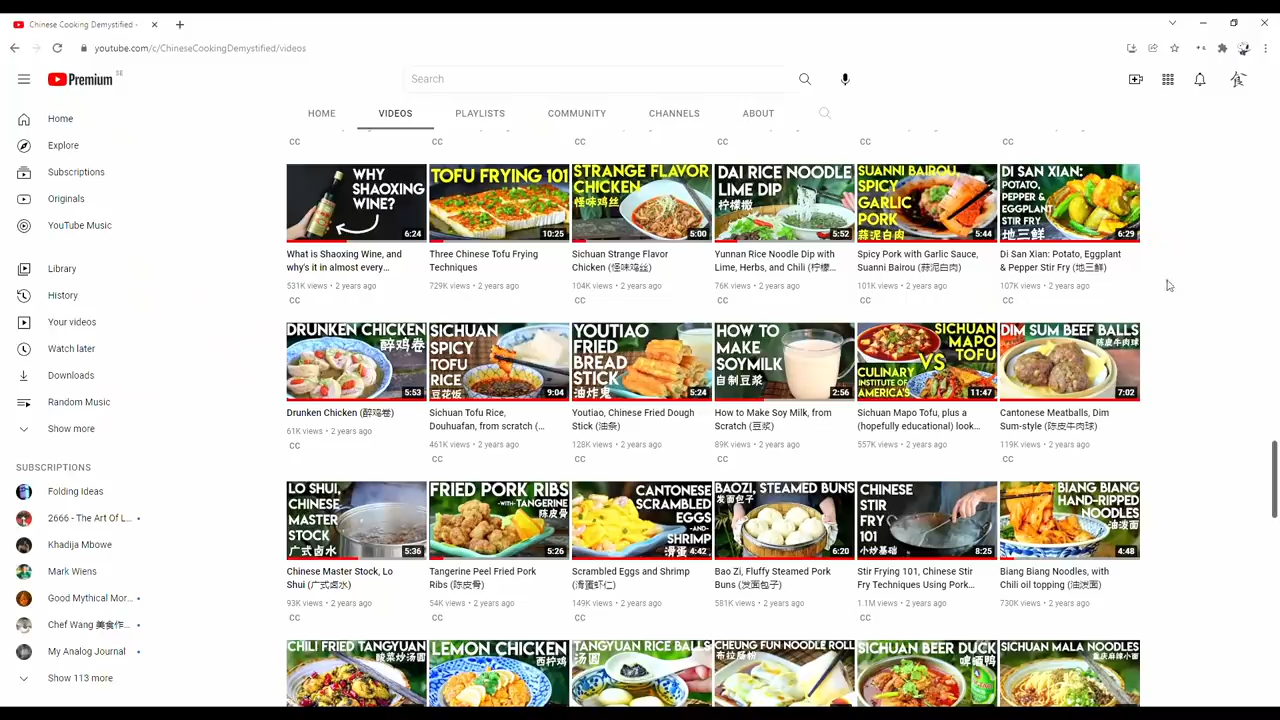 Chinese Cooking Demystified -
youtube.com/c/ChineseCookingDemystified/videos
Premium SE
Search
食
HOME VIDEOS PLAYLISTS COMMUNITY CHANNELS ABOUT
Home
Explore
Subscriptions
Originals
YouTube Music
Library
History
Your videos
Watch later
Downloads
Random Music
Show more
SUBSCRIPTIONS
Folding Ideas
2666 - The Art Of L...
Khadija Mbowe
Mark Wiens
Good Mythical Mor...
Chef Wang 美食作...
My Analog Journal
Show 113 more
CC CC CC CC CC CC
WHY
SHAOXING
WINE?
6:24
What is Shaoxing Wine, and
why's it in almost every...
531K views • 2 years ago
CC
TOFU FRYING 101
10:25
Three Chinese Tofu Frying
Techniques
729K views • 2 years ago
STRANGE FLAVOR
CHICKEN
怪味鸡丝
5:00
Sichuan Strange Flavor
Chicken (怪味鸡丝)
104K views • 2 years ago
CC
DAI RICE NOODLE
LIME DIP
柠檬撒
5:52
Yunnan Rice Noodle Dip with
Lime, Herbs, and Chili (柠檬...
76K views • 2 years ago
CC
SUANNI BAIROU,
SPICY
GARLIC
PORK
蒜泥白肉
5:44
Spicy Pork with Garlic Sauce,
Suanni Bairou (蒜泥白肉)
101K views • 2 years ago
CC
DI SAN XIAN:
POTATO,
PEPPER &
EGGPLANT
STIR FRY
地三鲜
6:29
Di San Xian: Potato, Eggplant
& Pepper Stir Fry (地三鲜)
107K views • 2 years ago
CC
DRUNKEN CHICKEN
醉鸡卷
5:53
Drunken Chicken (醉鸡卷)
61K views • 2 years ago
CC
SICHUAN
SPICY
TOFU
RICE
豆花饭
9:04
Sichuan Tofu Rice,
Douhuafan, from scratch (...
461K views • 2 years ago
CC
YOUTIAO
FRIED
BREAD
STICK
油炸鬼
5:24
Youtiao, Chinese Fried Dough
Stick (油条)
128K views • 2 years ago
CC
HOW TO
MAKE
SOYMILK
自制豆浆
2:56
How to Make Soy Milk, from
Scratch (豆浆)
89K views • 2 years ago
CC
SICHUAN
MAPO
TOFU
VS
CULINARY
INSTITUTE OF
AMERICA'S
11:47
Sichuan Mapo Tofu, plus a
(hopefully educational) look...
557K views • 2 years ago
CC
DIM SUM BEEF BALLS
陈皮牛肉球
7:02
Cantonese Meatballs, Dim
Sum-style (陈皮牛肉球)
119K views • 2 years ago
CC
LO SHUI,
CHINESE
MASTER
STOCK
广式卤水
5:36
Chinese Master Stock, Lo
Shui (广式卤水)
93K views • 2 years ago
CC
FRIED PORK RIBS
-WITH- TANGERINE
陈皮骨
5:26
Tangerine Peel Fried Pork
Ribs (陈皮骨)
54K views • 2 years ago
CC
CANTONESE
SCRAMBLED
EGGS
-AND-
SHRIMP
滑蛋
4:42
Scrambled Eggs and Shrimp
(滑蛋虾仁)
149K views • 2 years ago
CC
BAOZI, STEAMED BUNS
发面包子
6:20
Bao Zi, Fluffy Steamed Pork
Buns (发面包子)
581K views • 2 years ago
CC
CHINESE
STIR
FRY
101
小炒基础
8:25
Stir Frying 101, Chinese Stir
Fry Techniques Using Pork...
1.1M views • 2 years ago
CC
BIANG BIANG
HAND-RIPPED
NOODLES
油泼面
4:48
Biang Biang Noodles, with
Chili oil topping (油泼面)
730K views • 2 years ago
CC
CHILI FRIED TANGYUAN
酸菜炒汤圆
LEMON CHICKEN
西柠鸡
TANGYUAN RICE BALLS
汤圆
CHEUNG FUN NOODLE ROLL
布拉肠粉
SICHUAN BEER DUCK
啤酒鸭
SICHUAN MALA NOODLES
重庆麻辣小面